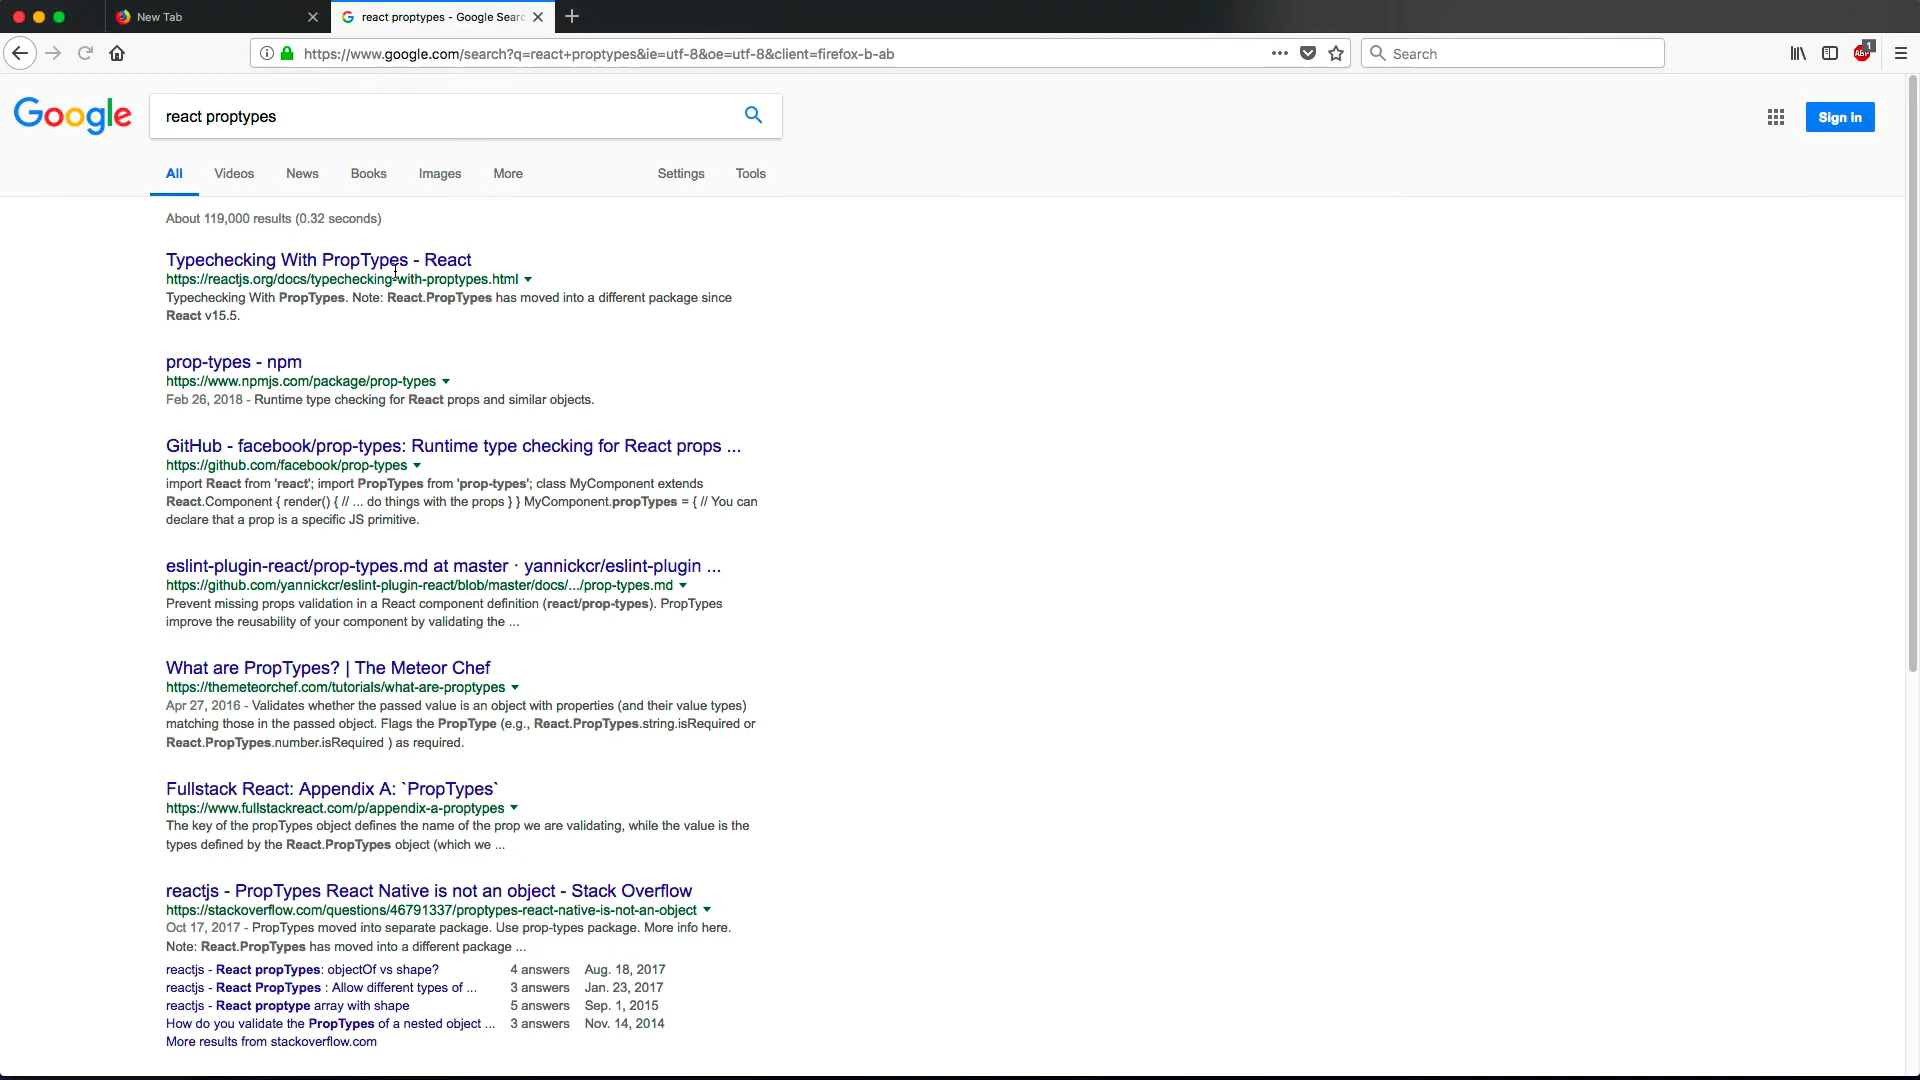 New Tab
react proptypes - Google Searc
https://www.google.com/search?q=react+proptypes&ie=utf-8&oe=utf-8&client=firefox-b-ab
Search
ABP
1
Google
react proptypes
Sign in
All Videos News Books Images More Settings Tools
About 119,000 results (0.32 seconds)
Typechecking With PropTypes - React
https://reactjs.org/docs/typechecking-with-proptypes.html
Typechecking With PropTypes. Note: React.PropTypes has moved into a different package since
React v15.5.
prop-types - npm
https://www.npmjs.com/package/prop-types
Feb 26, 2018 - Runtime type checking for React props and similar objects.
GitHub - facebook/prop-types: Runtime type checking for React props ...
https://github.com/facebook/prop-types
import React from 'react'; import PropTypes from 'prop-types'; class MyComponent extends
React.Component { render() { // ... do things with the props } } MyComponent.propTypes = { // You can
declare that a prop is a specific JS primitive.
eslint-plugin-react/prop-types.md at master · yannickcr/eslint-plugin ...
https://github.com/yannickcr/eslint-plugin-react/blob/master/docs/.../prop-types.md
Prevent missing props validation in a React component definition (react/prop-types). PropTypes
improve the reusability of your component by validating the ...
What are PropTypes? | The Meteor Chef
https://themeteorchef.com/tutorials/what-are-proptypes
Apr 27, 2016 - Validates whether the passed value is an object with properties (and their value types)
matching those in the passed object. Flags the PropType (e.g., React.PropTypes.string.isRequired or
React.PropTypes.number.isRequired ) as required.
Fullstack React: Appendix A: `PropTypes`
https://www.fullstackreact.com/p/appendix-a-proptypes
The key of the propTypes object defines the name of the prop we are validating, while the value is the
types defined by the React.PropTypes object (which we ...
reactjs - PropTypes React Native is not an object - Stack Overflow
https://stackoverflow.com/questions/46791337/proptypes-react-native-is-not-an-object
Oct 17, 2017 - PropTypes moved into separate package. Use prop-types package. More info here.
Note: React.PropTypes has moved into a different package ...
reactjs - React propTypes: objectOf vs shape? 4 answers Aug. 18, 2017
reactjs - React PropTypes : Allow different types of ... 3 answers Jan. 23, 2017
reactjs - React proptype array with shape 5 answers Sep. 1, 2015
How do you validate the PropTypes of a nested object ... 3 answers Nov. 14, 2014
More results from stackoverflow.com